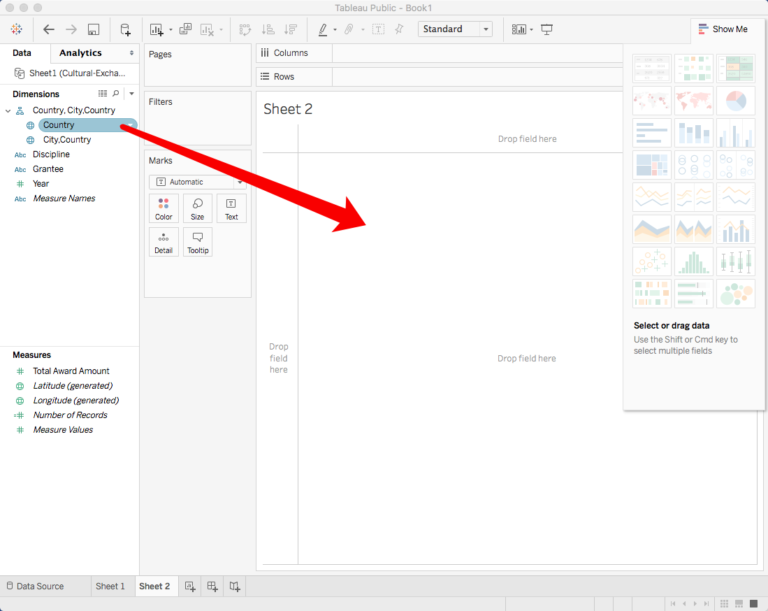 Tableau Public - Book1
Standard
Show Me
Data
Analytics
Sheet1 (Cultural-Excha...
Dimensions
Country, City,Country
Country
City,Country
Abc Discipline
Abc Grantee
# Year
Abc Measure Names
Measures
# Total Award Amount
Latitude (generated)
Longitude (generated)
=# Number of Records
# Measure Values
Pages
Filters
Marks
T Automatic
Color
Size
Text
Detail
Tooltip
Columns
Rows
Sheet 2
Drop field here
Drop
field
here
Drop field here
Select or drag data
Use the Shift or Cmd key to
select multiple fields
Data Source
Sheet 1
Sheet 2